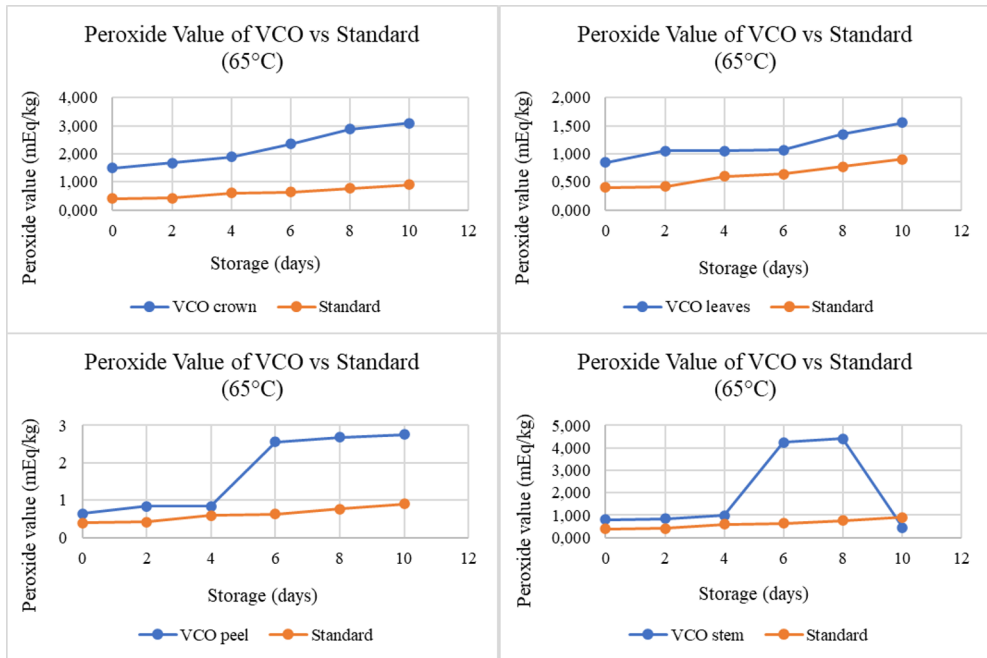 Peroxide Value of VCO vs Standard
(65°C)
Peroxide value (mEq/kg)
4,000
3,000
2,000
1,000
0,000
0 2 4 6 8 10 12
Storage (days)
VCO crown Standard
Peroxide Value of VCO vs Standard
(65°C)
Peroxide value (mEq/kg)
2,000
1,500
1,000
0,500
0,000
0 2 4 6 8 10 12
Storage (days)
VCO leaves Standard
Peroxide Value of VCO vs Standard
(65°C)
Peroxide value (mEq/kg)
3
2
1
0
0 2 4 6 8 10 12
Storage (days)
VCO peel Standard
Peroxide Value of VCO vs Standard
(65°C)
Peroxide value (mEq/kg)
5,000
4,000
3,000
2,000
1,000
0,000
0 2 4 6 8 10 12
Storage (days)
VCO stem Standard